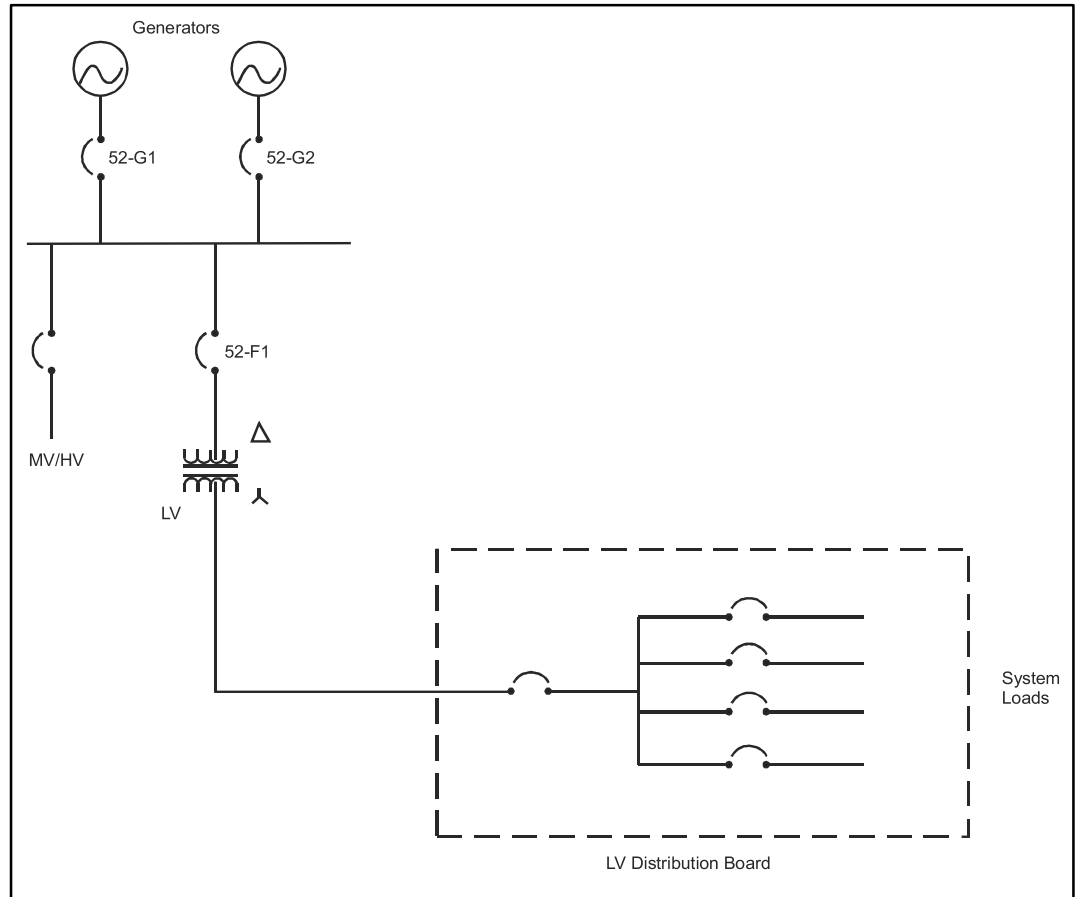 Generators
52-G1
52-G2
52-F1
MV/HV
LV
System
Loads
LV Distribution Board